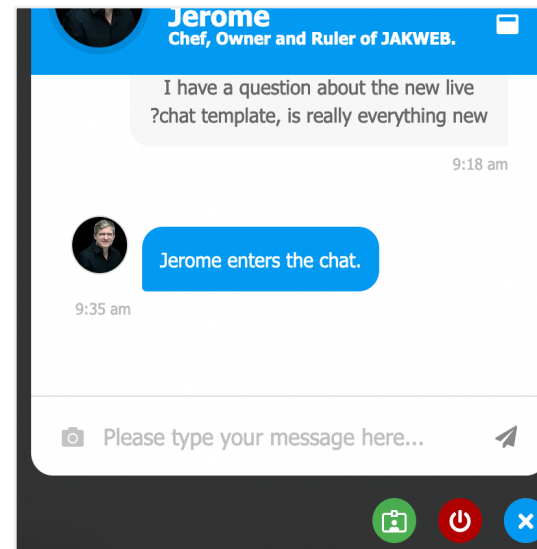 Jerome
Chef, Owner and Ruler of JAKWEB.
I have a question about the new live
?chat template, is really everything new
9:18 am
Jerome enters the chat.
9:35 am
Please type your message here...